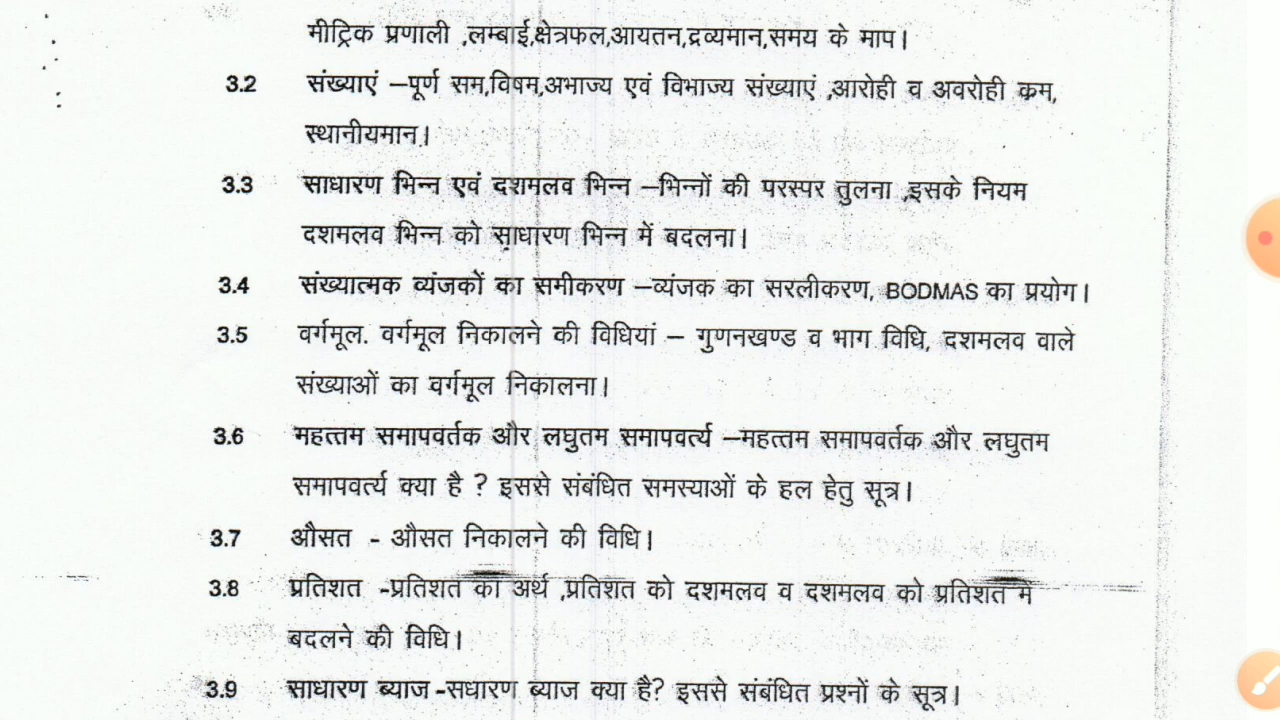 मीट्रिक प्रणाली ,लम्बाई,क्षेत्रफल,आयतन,द्रव्यमान,समय के माप।
3.2 संख्याएं –पूर्ण सम,विषम,अभाज्य एवं विभाज्य संख्याएं ,आरोही व अवरोही क्रम,
स्थानीयमान।
3.3 साधारण भिन्न एवं दशमलव भिन्न –भिन्नों की परस्पर तुलना ,इसके नियम
दशमलव भिन्न को साधारण भिन्न में बदलना।
3.4 संख्यात्मक व्यंजकों का समीकरण –व्यंजक का सरलीकरण, BODMAS का प्रयोग।
3.5 वर्गमूल. वर्गमूल निकालने की विधियां – गुणनखण्ड व भाग विधि, दशमलव वाले
संख्याओं का वर्गमूल निकालना।
3.6 महत्तम समापवर्तक और लघुतम समापवर्त्य –महत्तम समापवर्तक और लघुतम
समापवर्त्य क्या है ? इससे संबंधित समस्याओं के हल हेतु सूत्र।
3.7 औसत - औसत निकालने की विधि।
3.8 प्रतिशत -प्रतिशत का अर्थ ,प्रतिशत को दशमलव व दशमलव को प्रतिशत में
बदलने की विधि।
3.9 साधारण ब्याज -सधारण ब्याज क्या है? इससे संबंधित प्रश्नों के सूत्र।